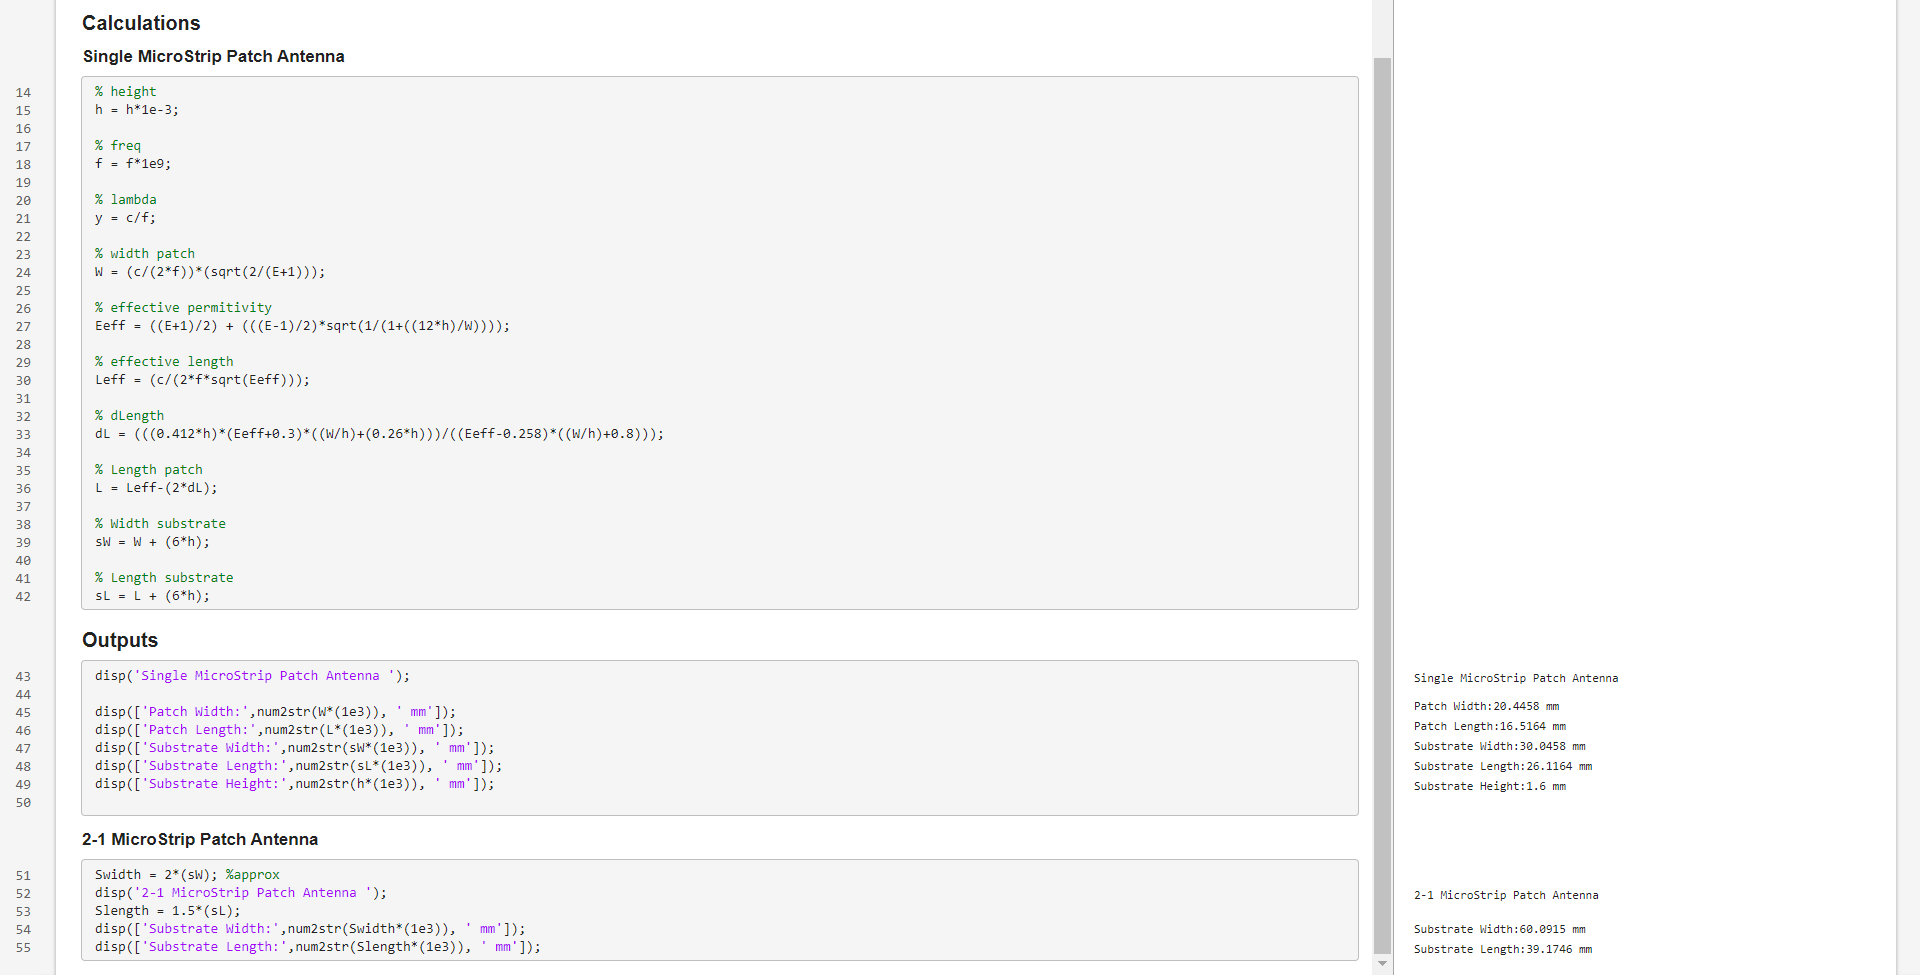 Calculations
Single MicroStrip Patch Antenna
14 % height
15 h = h*1e-3;
16
17 % freq
18 f = f*1e9;
19
20 % lambda
21 y = c/f;
22
23 % width patch
24 W = (c/(2*f))*(sqrt(2/(E+1)));
25
26 % effective permitivity
27 Eeff = ((E+1)/2) + (((E-1)/2)*sqrt(1/(1+((12*h)/W))));
28
29 % effective length
30 Leff = (c/(2*f*sqrt(Eeff)));
31
32 % dLength
33 dL = (((0.412*h)*(Eeff+0.3)*((W/h)+(0.26*h)))/((Eeff-0.258)*((W/h)+0.8)));
34
35 % Length patch
36 L = Leff-(2*dL);
37
38 % Width substrate
39 sW = W + (6*h);
40
41 % Length substrate
42 sL = L + (6*h);
Outputs
43 disp('Single MicroStrip Patch Antenna ');
44
45 disp(['Patch Width:',num2str(W*(1e3)), ' mm']);
46 disp(['Patch Length:',num2str(L*(1e3)), ' mm']);
47 disp(['Substrate Width:',num2str(sW*(1e3)), ' mm']);
48 disp(['Substrate Length:',num2str(sL*(1e3)), ' mm']);
49 disp(['Substrate Height:',num2str(h*(1e3)), ' mm']);
50
Single MicroStrip Patch Antenna
Patch Width:20.4458 mm
Patch Length:16.5164 mm
Substrate Width:30.0458 mm
Substrate Length:26.1164 mm
Substrate Height:1.6 mm
2-1 MicroStrip Patch Antenna
51 Swidth = 2*(sW); %approx
52 disp('2-1 MicroStrip Patch Antenna ');
53 Slength = 1.5*(sL);
54 disp(['Substrate Width:',num2str(Swidth*(1e3)), ' mm']);
55 disp(['Substrate Length:',num2str(Slength*(1e3)), ' mm']);
2-1 MicroStrip Patch Antenna
Substrate Width:60.0915 mm
Substrate Length:39.1746 mm